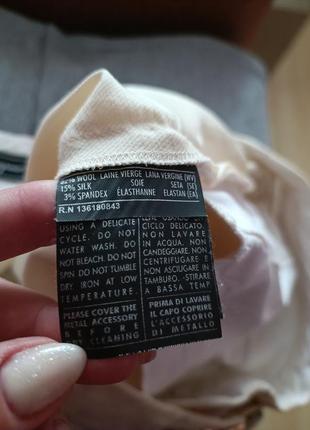 WOOL LAINE VIERGE LANA VERGINE (WV)
15% SILK SOIE SETA (SE)
3% SPANDEX ÉLASTHANNE ELASTAN (EA)
R.N 136180843
USING A DELICATE
CYCLE. DO NOT
WATER WASH. DO
NOT BLEACH. DO NOT
SPIN DO NOT TUMBLE
DRY IRON AT LOW
TEMPERATURE.
PLEASE COVER THE
METAL ACCESSORY
BEFORE
DRY CLEANING
CICLO DELICATO.
NON LAVARE
IN ACQUA. NON
CANDEGGIARE. NON
CENTRIFUGARE E
NON ASCIUGARE IN
TAMBURO. -STIRARE
A BASSA TEMP
PRIMA DI LAVARE
IL CAPO COPRIRE
L'ACCESSORIO
DI METALLO